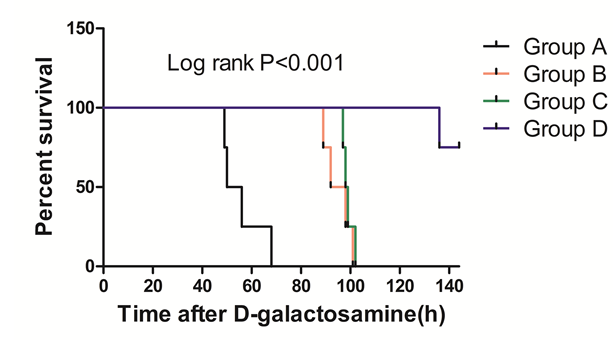 150
100
50
0
Percent survival
Log rank P<0.001
0 20 40 60 80 100 120 140
Time after D-galactosamine(h)
Group A
Group B
Group C
Group D